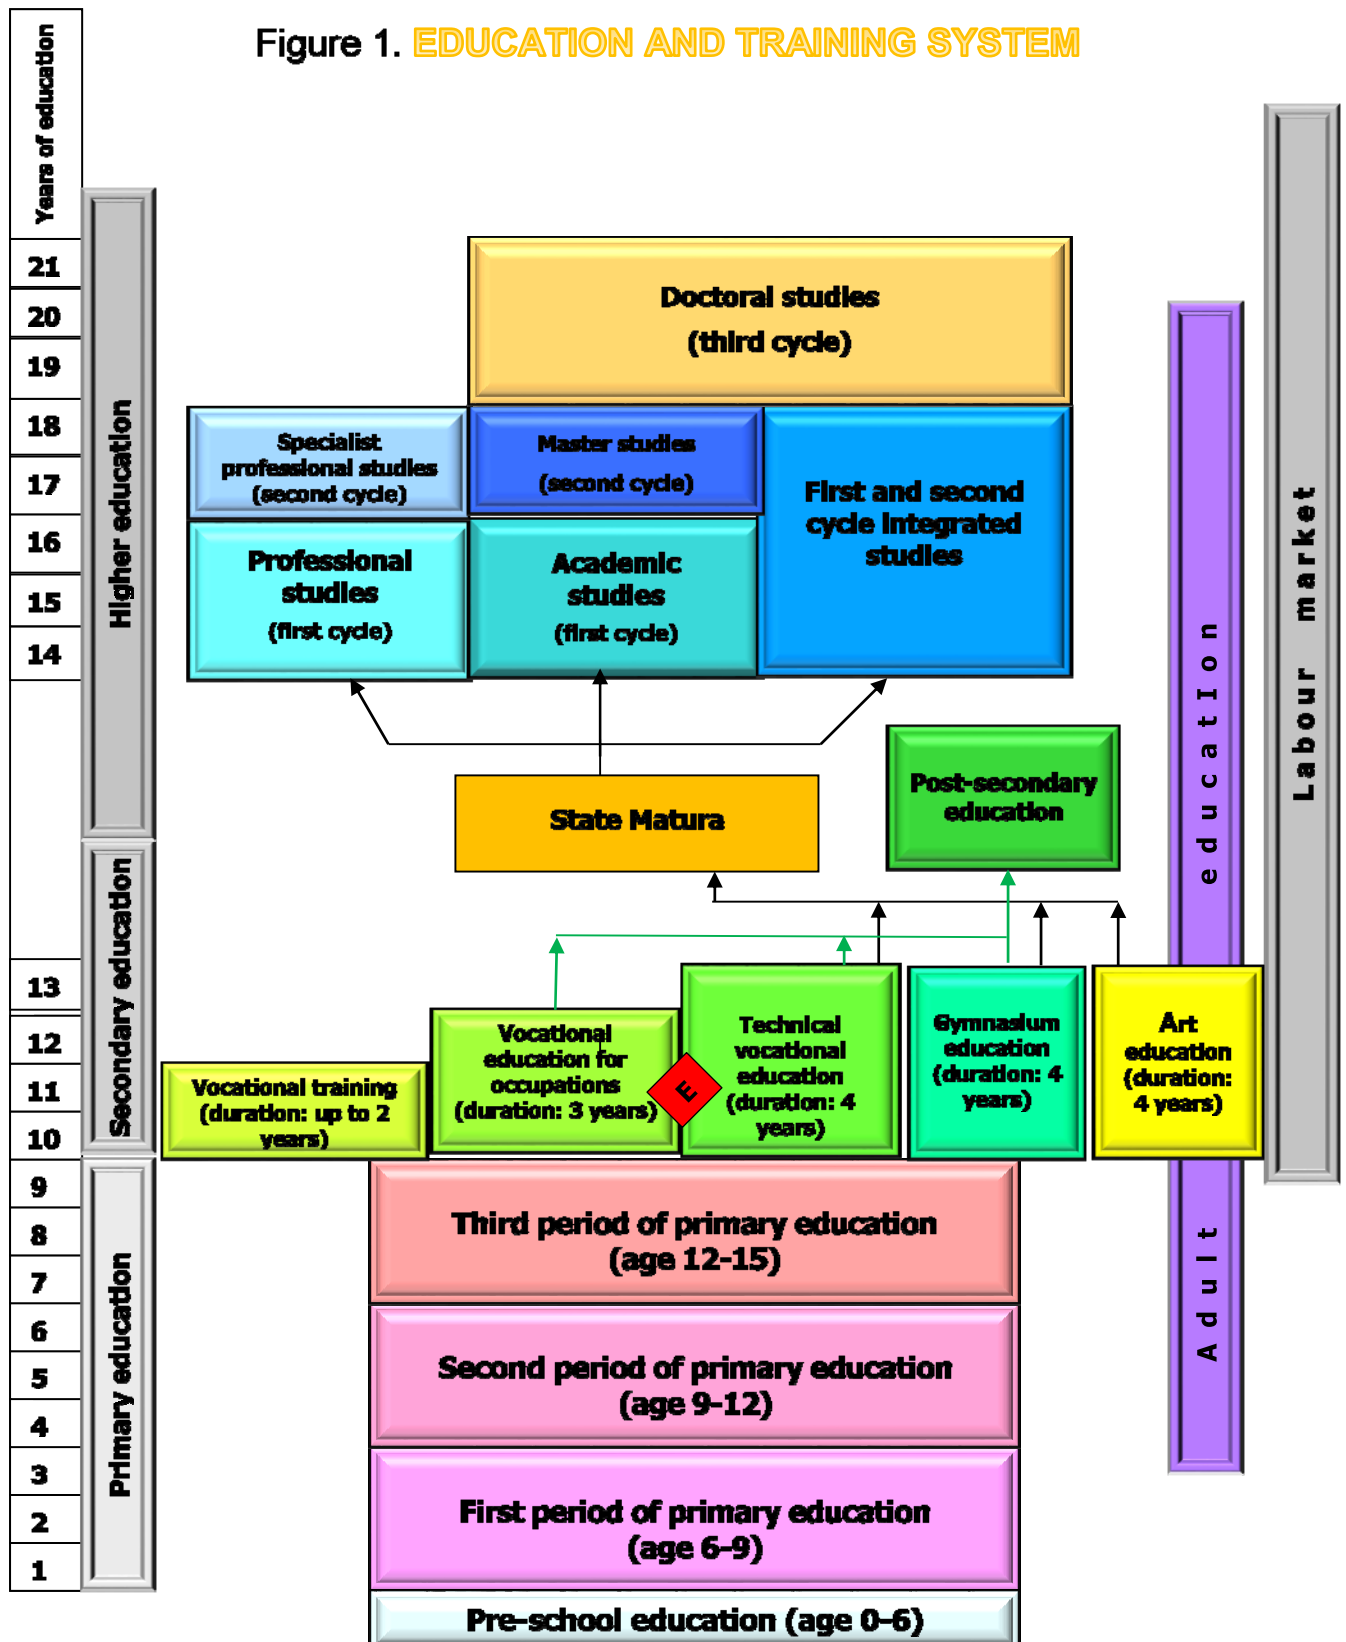 Figure 1. EDUCATION AND TRAINING SYSTEM
Years of education
21
20
19
18
17
16
15
14
13
12
11
10
9
8
7
6
5
4
3
2
1
Higher education
Secondary education
Primary education
Doctoral studies
(third cycle)
Specialist
professional studies
(second cycle)
Master studies
(second cycle)
First and second
cycle integrated
studies
Professional
studies
(first cycle)
Academic
studies
(first cycle)
State Matura
Post-secondary
education
Vocational training
(duration: up to 2
years)
Vocational
education for
occupations
(duration: 3 years)
E
Technical
vocational
education
(duration: 4
years)
Gymnasium
education
(duration: 4
years)
Art
education
(duration:
4 years)
Third period of primary education
(age 12-15)
Second period of primary education
(age 9-12)
First period of primary education
(age 6-9)
Pre-school education (age 0-6)
Adult education
Labour market